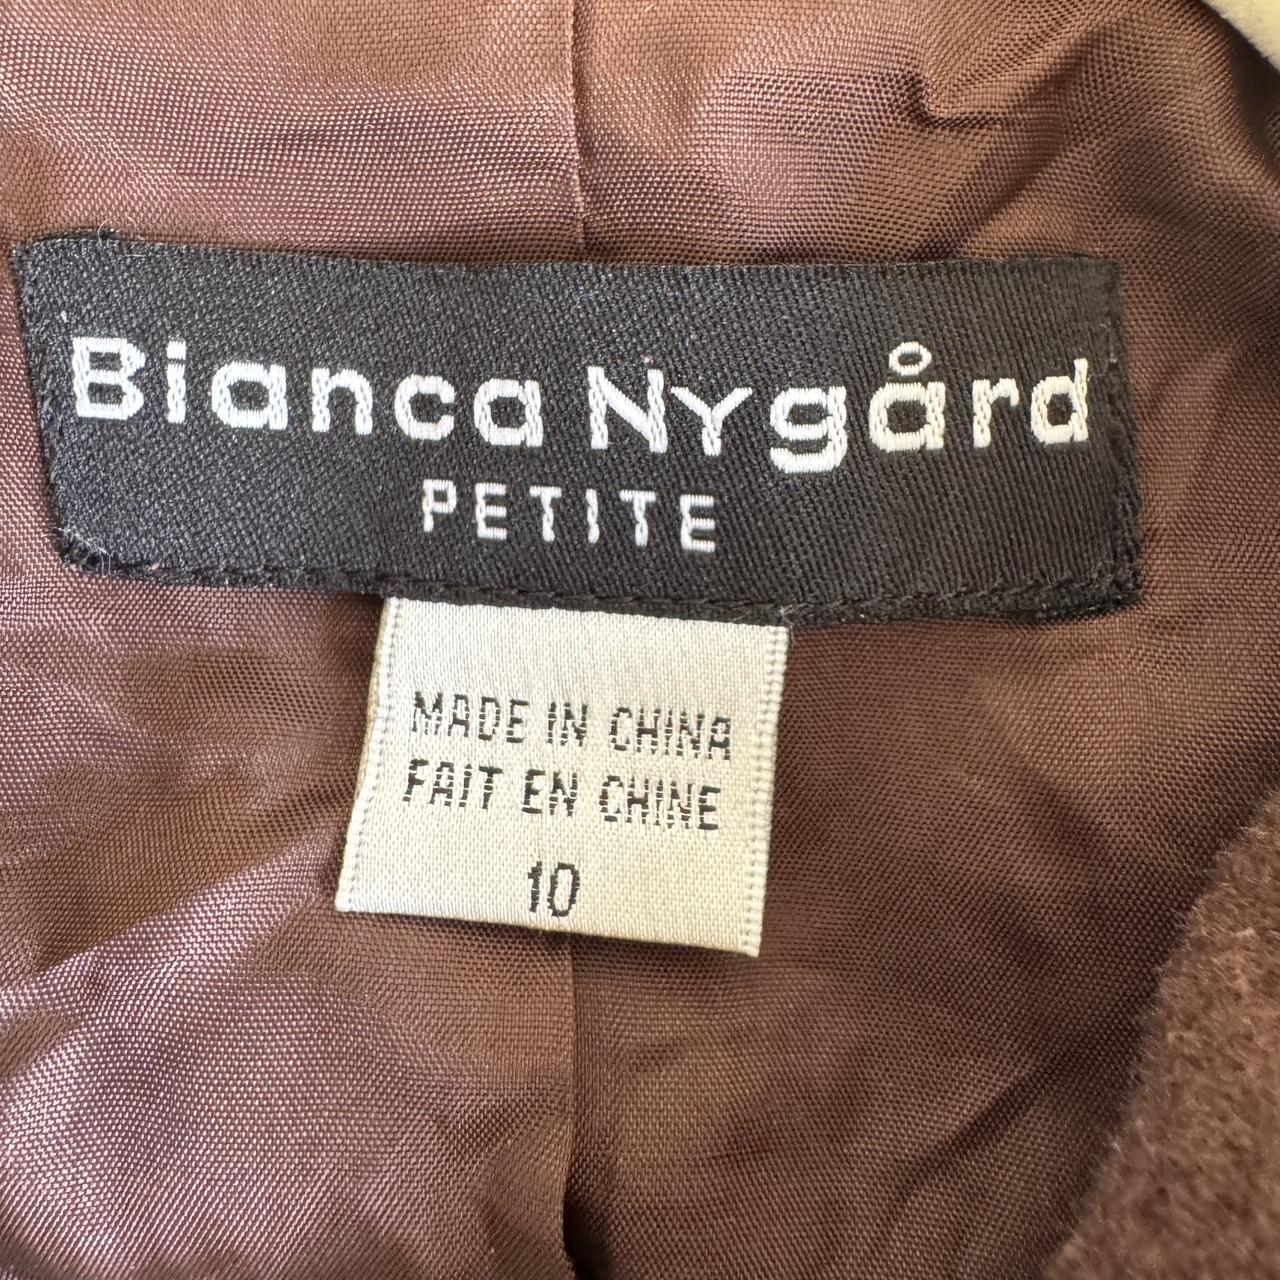 Bianca Nygård
PETITE
MADE IN CHINA
FAIT EN CHINE
10